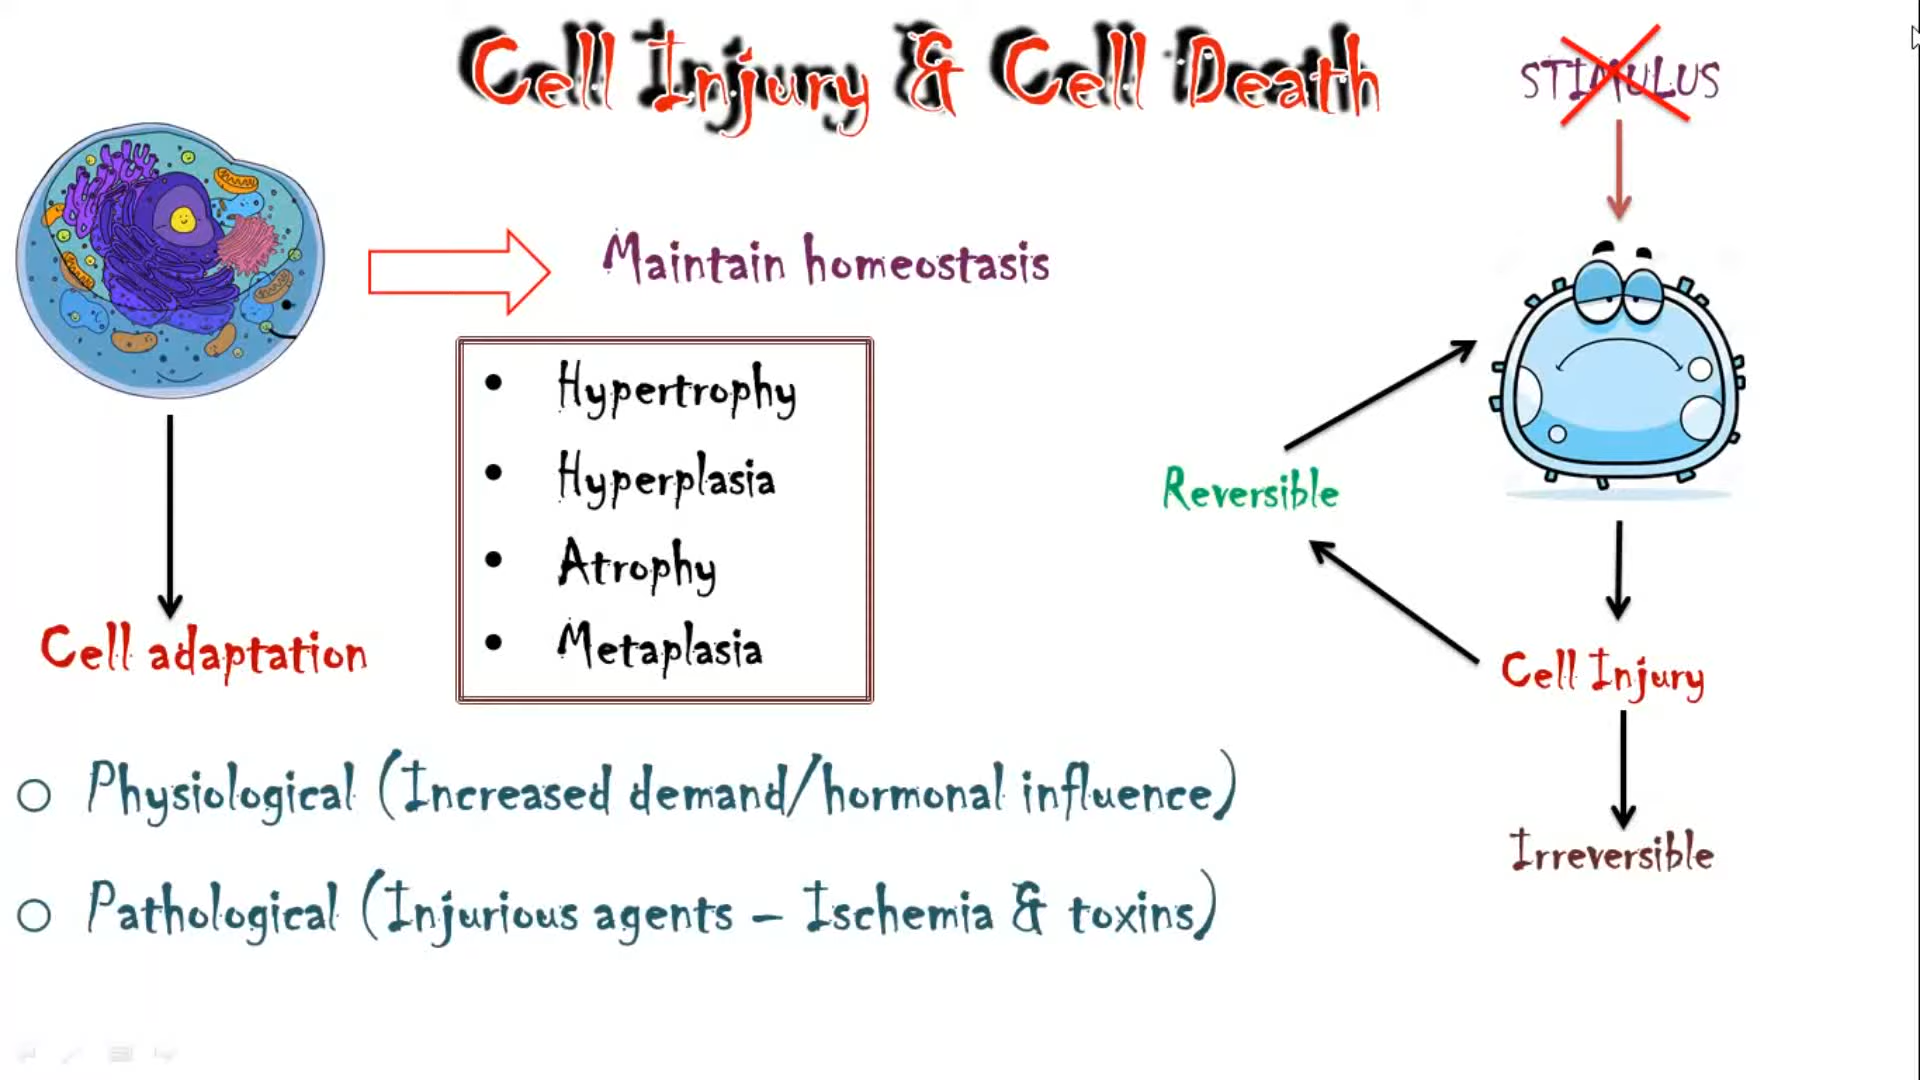 Cell Injury & Cell Death
STIMULUS
Maintain homeostasis
• Hypertrophy
• Hyperplasia
• Atrophy
• Metaplasia
Reversible
Cell adaptation
Cell Injury
o Physiological (Increased demand/hormonal influence)
Irreversible
o Pathological (Injurious agents – Ischemia & toxins)